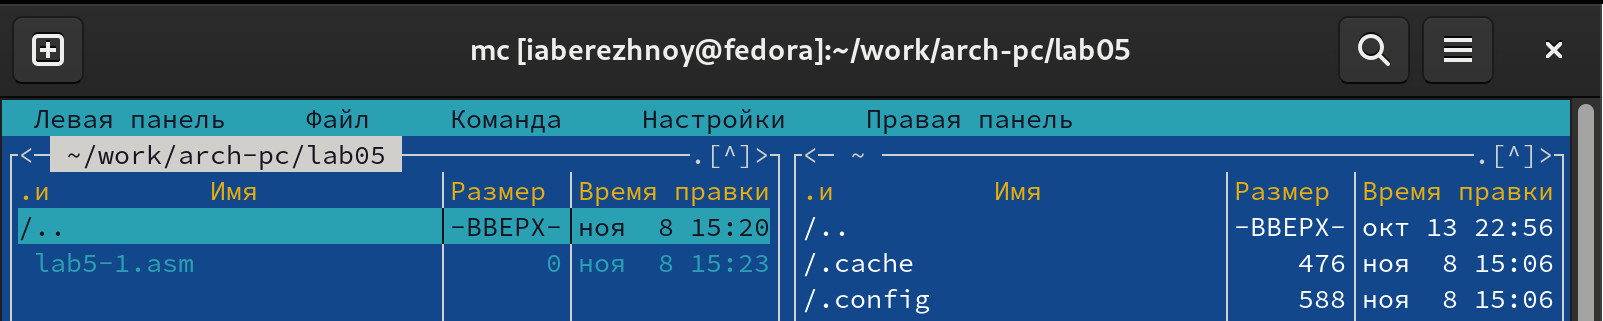 mc [iaberezhnoy@fedora]:~/work/arch-pc/lab05
Левая панель Файл Команда Настройки Правая панель
<─ ~/work/arch-pc/lab05 ─.[^]>┐ <─ ~ ─.[^]>┐
.и Имя Размер Время правки .и Имя Размер Время правки
/.. -ВВЕРХ- ноя 8 15:20 /.. -ВВЕРХ- окт 13 22:56
lab5-1.asm 0 ноя 8 15:23 /.cache 476 ноя 8 15:06
/.config 588 ноя 8 15:06